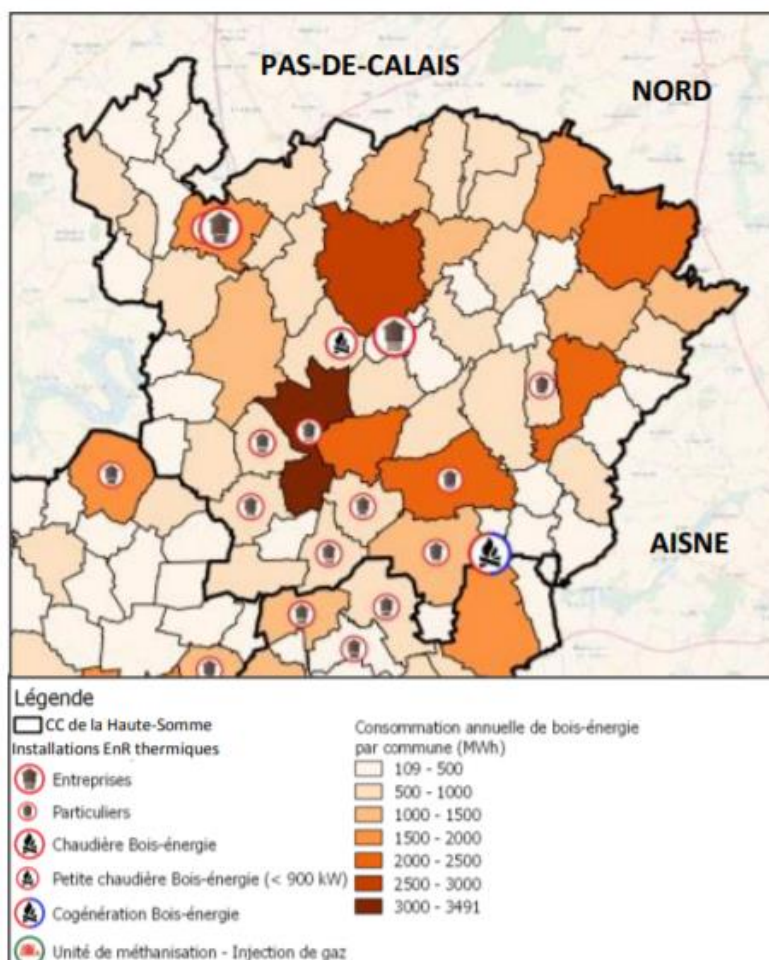 PAS-DE-CALAIS
NORD
AISNE
Légende
CC de la Haute-Somme
Installations EnR thermiques
Entreprises
Particuliers
Chaudière Bois-énergie
Petite chaudière Bois-énergie (< 900 kW)
Cogénération Bois-énergie
Unité de méthanisation - Injection de gaz
Consommation annuelle de bois-énergie
par commune (MWh)
109 - 500
500 - 1000
1000 - 1500
1500 - 2000
2000 - 2500
2500 - 3000
3000 - 3491